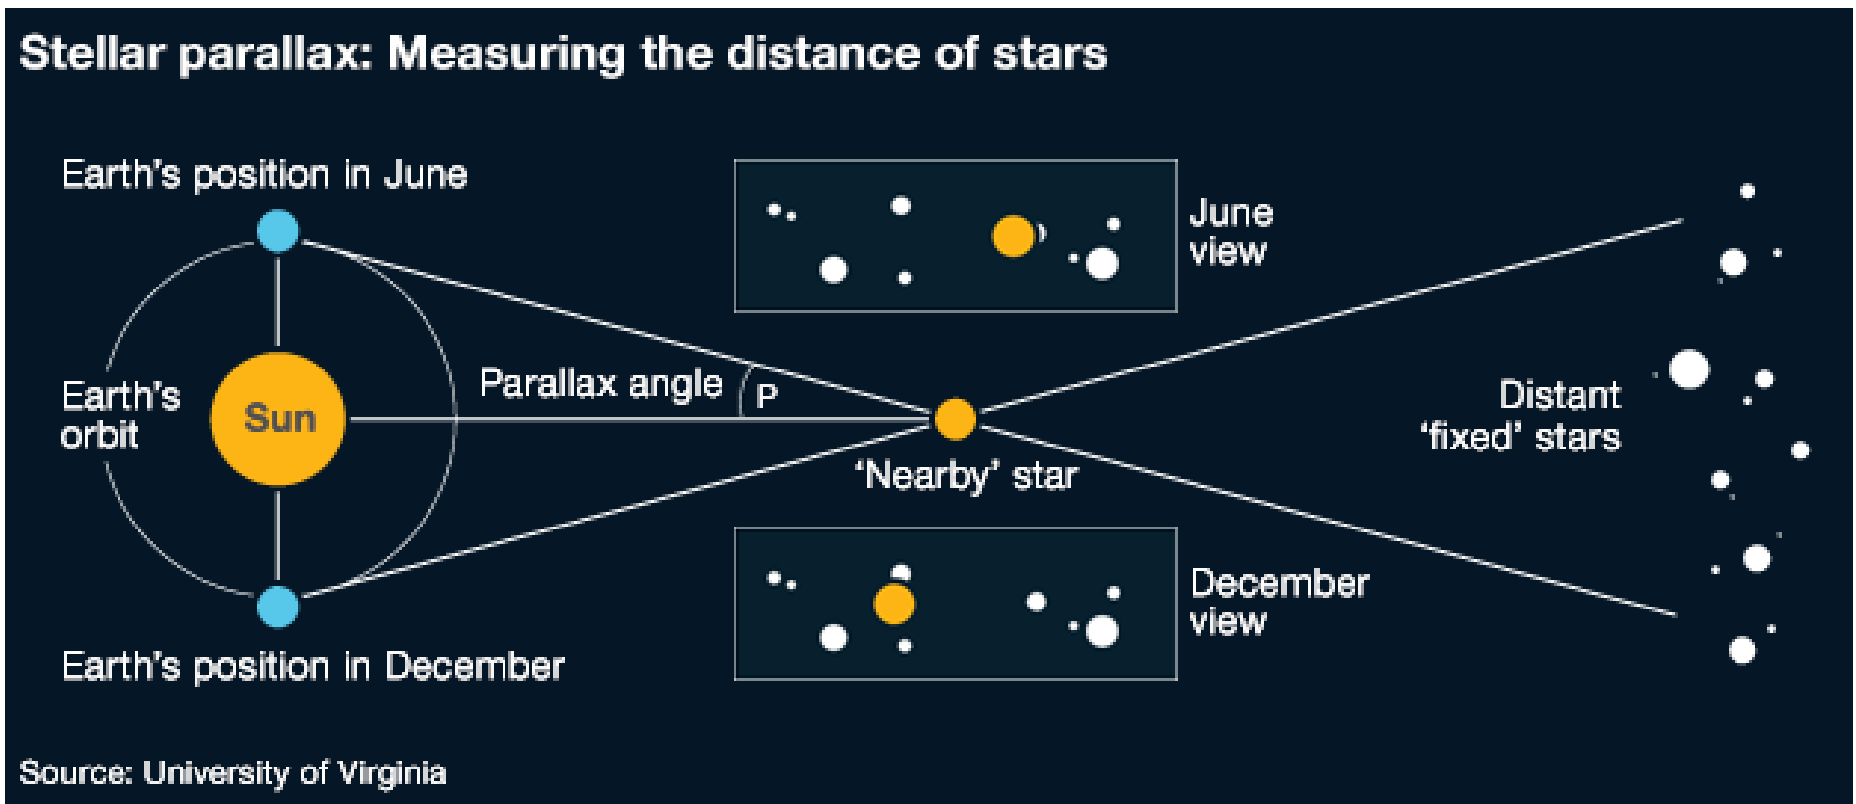 Stellar parallax: Measuring the distance of stars
Earth's position in June
June
view
Earth's
orbit
Sun
Parallax angle
P
'Nearby' star
Distant
'fixed' stars
December
view
Earth's position in December
Source: University of Virginia